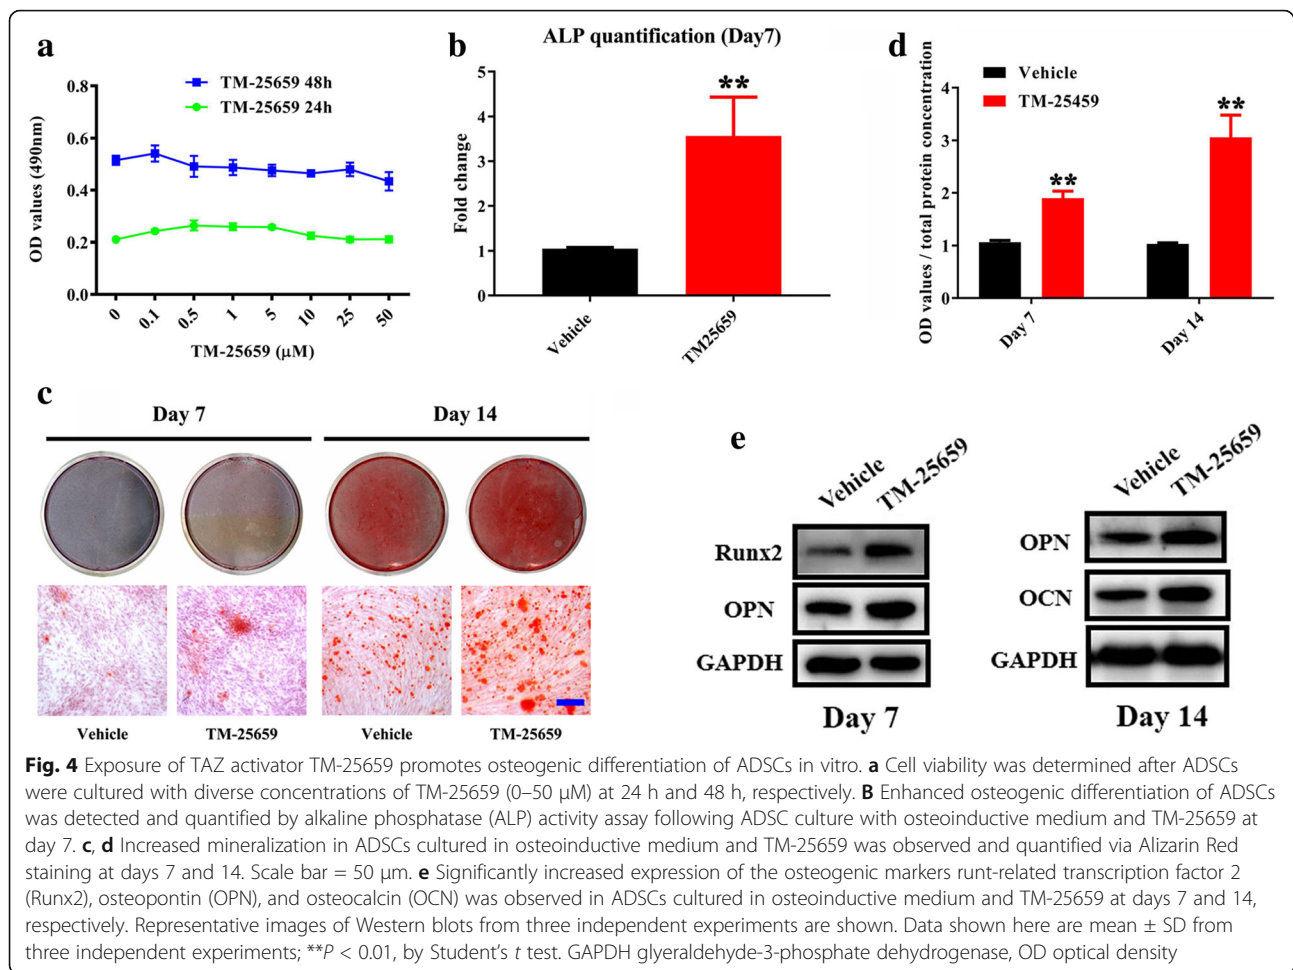 a
TM-25659 48h
TM-25659 24h
OD values (490nm)
0.8
0.6
0.4
0.2
0.0
0 0.1 0.5 1 5 10 25 50
TM-25659 (µM)
b
ALP quantification (Day7)
Fold change
5
4
3
2
1
0
**
Vehicle TM25659
d
Vehicle
TM-25459
OD values / total protein concentration
4
3
2
1
0
** **
Day 7 Day 14
c
Day 7 Day 14
Vehicle TM-25659 Vehicle TM-25659
e
Vehicle TM-25659
Runx2
OPN
GAPDH
Day 7
Vehicle TM-25659
OPN
OCN
GAPDH
Day 14
Fig. 4 Exposure of TAZ activator TM-25659 promotes osteogenic differentiation of ADSCs in vitro. a Cell viability was determined after ADSCs
were cultured with diverse concentrations of TM-25659 (0–50 µM) at 24 h and 48 h, respectively. B Enhanced osteogenic differentiation of ADSCs
was detected and quantified by alkaline phosphatase (ALP) activity assay following ADSC culture with osteoinductive medium and TM-25659 at
day 7. c, d Increased mineralization in ADSCs cultured in osteoinductive medium and TM-25659 was observed and quantified via Alizarin Red
staining at days 7 and 14. Scale bar = 50 µm. e Significantly increased expression of the osteogenic markers runt-related transcription factor 2
(Runx2), osteopontin (OPN), and osteocalcin (OCN) was observed in ADSCs cultured in osteoinductive medium and TM-25659 at days 7 and 14,
respectively. Representative images of Western blots from three independent experiments are shown. Data shown here are mean ± SD from
three independent experiments; **P < 0.01, by Student's t test. GAPDH glyeraldehyde-3-phosphate dehydrogenase, OD optical density